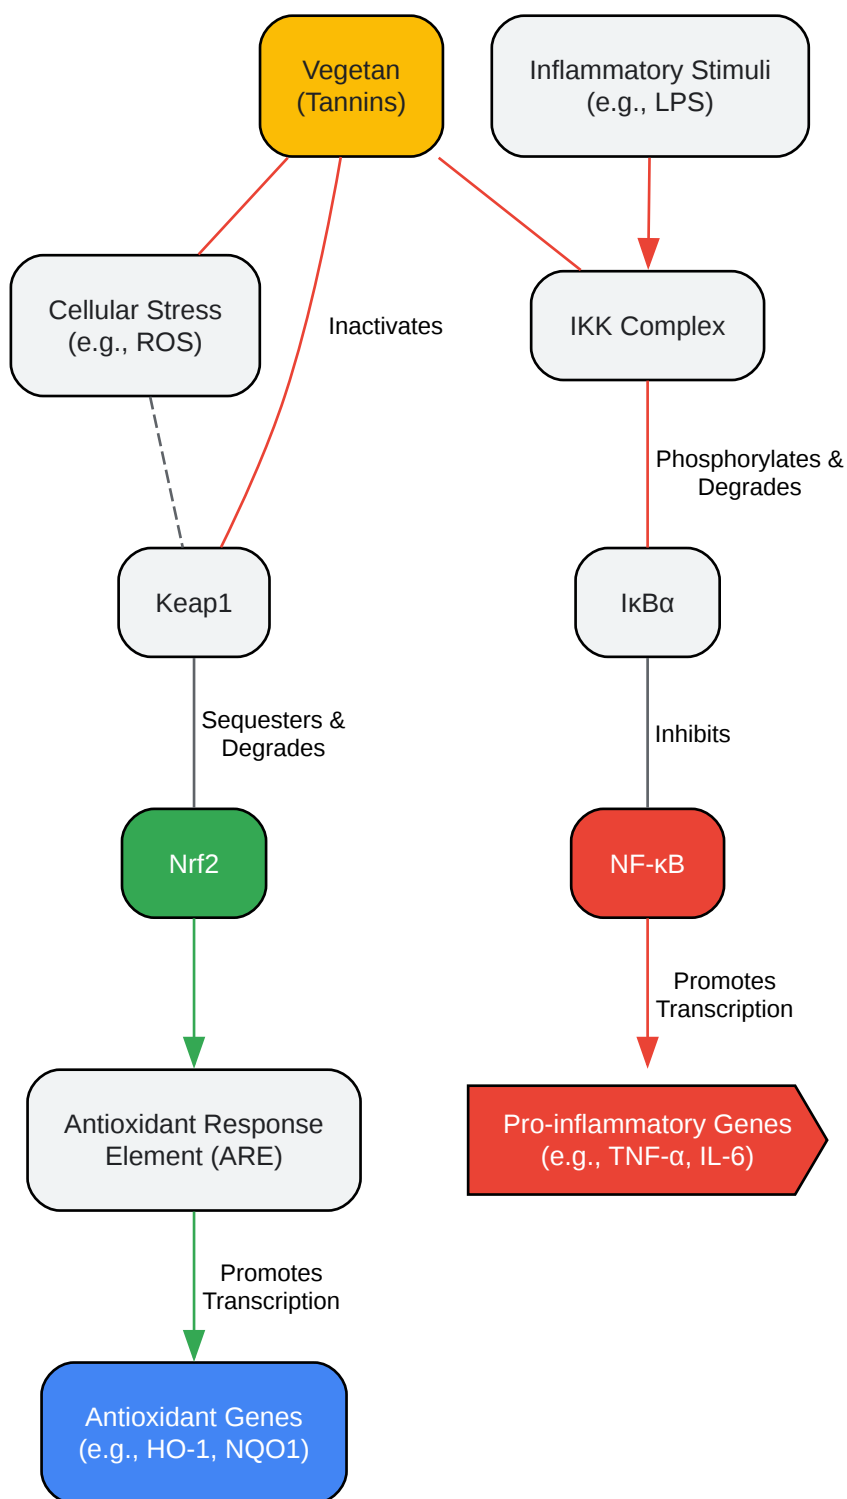 Vegetan
(Tannins)
Inflammatory Stimuli
(e.g., LPS)
Cellular Stress
(e.g., ROS)
Inactivates
IKK Complex
Phosphorylates &
Degrades
Keap1
IκBα
Sequesters &
Degrades
Inhibits
Nrf2
NF-κB
Promotes
Transcription
Antioxidant Response
Element (ARE)
Pro-inflammatory Genes
(e.g., TNF-α, IL-6)
Promotes
Transcription
Antioxidant Genes
(e.g., HO-1, NQO1)